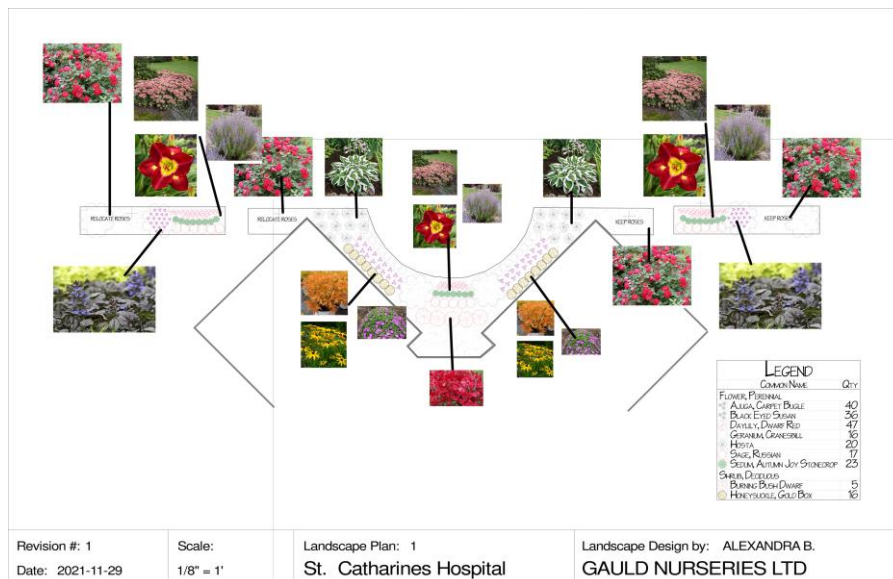 RELOCATE ROSES
RELOCATE ROSES
KEEP ROSES
KEEP ROSES
LEGEND
COMMON NAME QTY
FLOWER, PERENNIAL
AJUGA, CARPET BUGLE 40
BLACK EYED SUSAN 36
DAYLILY, DWARF RED 47
GERANIUM, CRANESBILL 16
HOSTA 20
SAGE, RUSSIAN 17
SEDUM, AUTUMN JOY STONECROP 23
SHRUB, DECIDUOUS
BURNING BUSH DWARF 5
HONEYSUCKLE, GOLD BOX 16
Revision #: 1
Date: 2021-11-29
Scale:
1/8" = 1'
Landscape Plan: 1
St. Catharines Hospital
Landscape Design by: ALEXANDRA B.
GAULD NURSERIES LTD